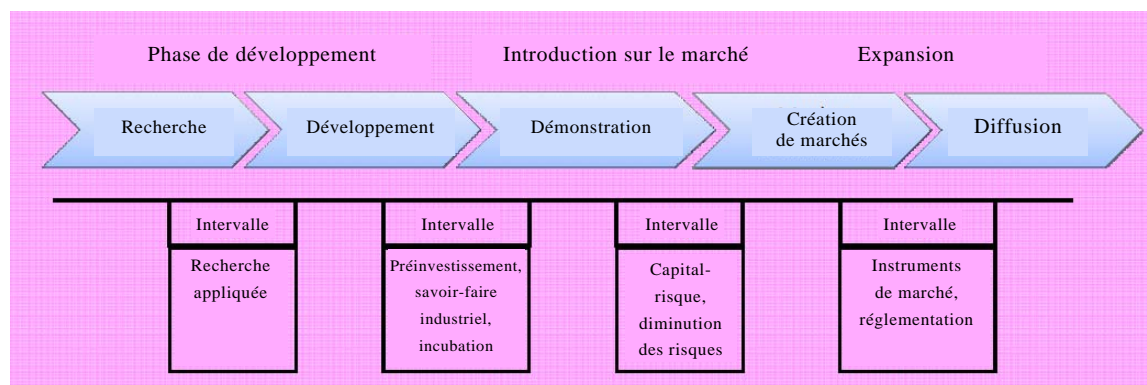 Phase de développement
Introduction sur le marché
Expansion
Recherche
Développement
Démonstration
Création
de marchés
Diffusion
Intervalle
Intervalle
Intervalle
Intervalle
Recherche
appliquée
Préinvestissement,
savoir-faire
industriel,
incubation
Capital-
risque,
diminution
des risques
Instruments
de marché,
réglementation